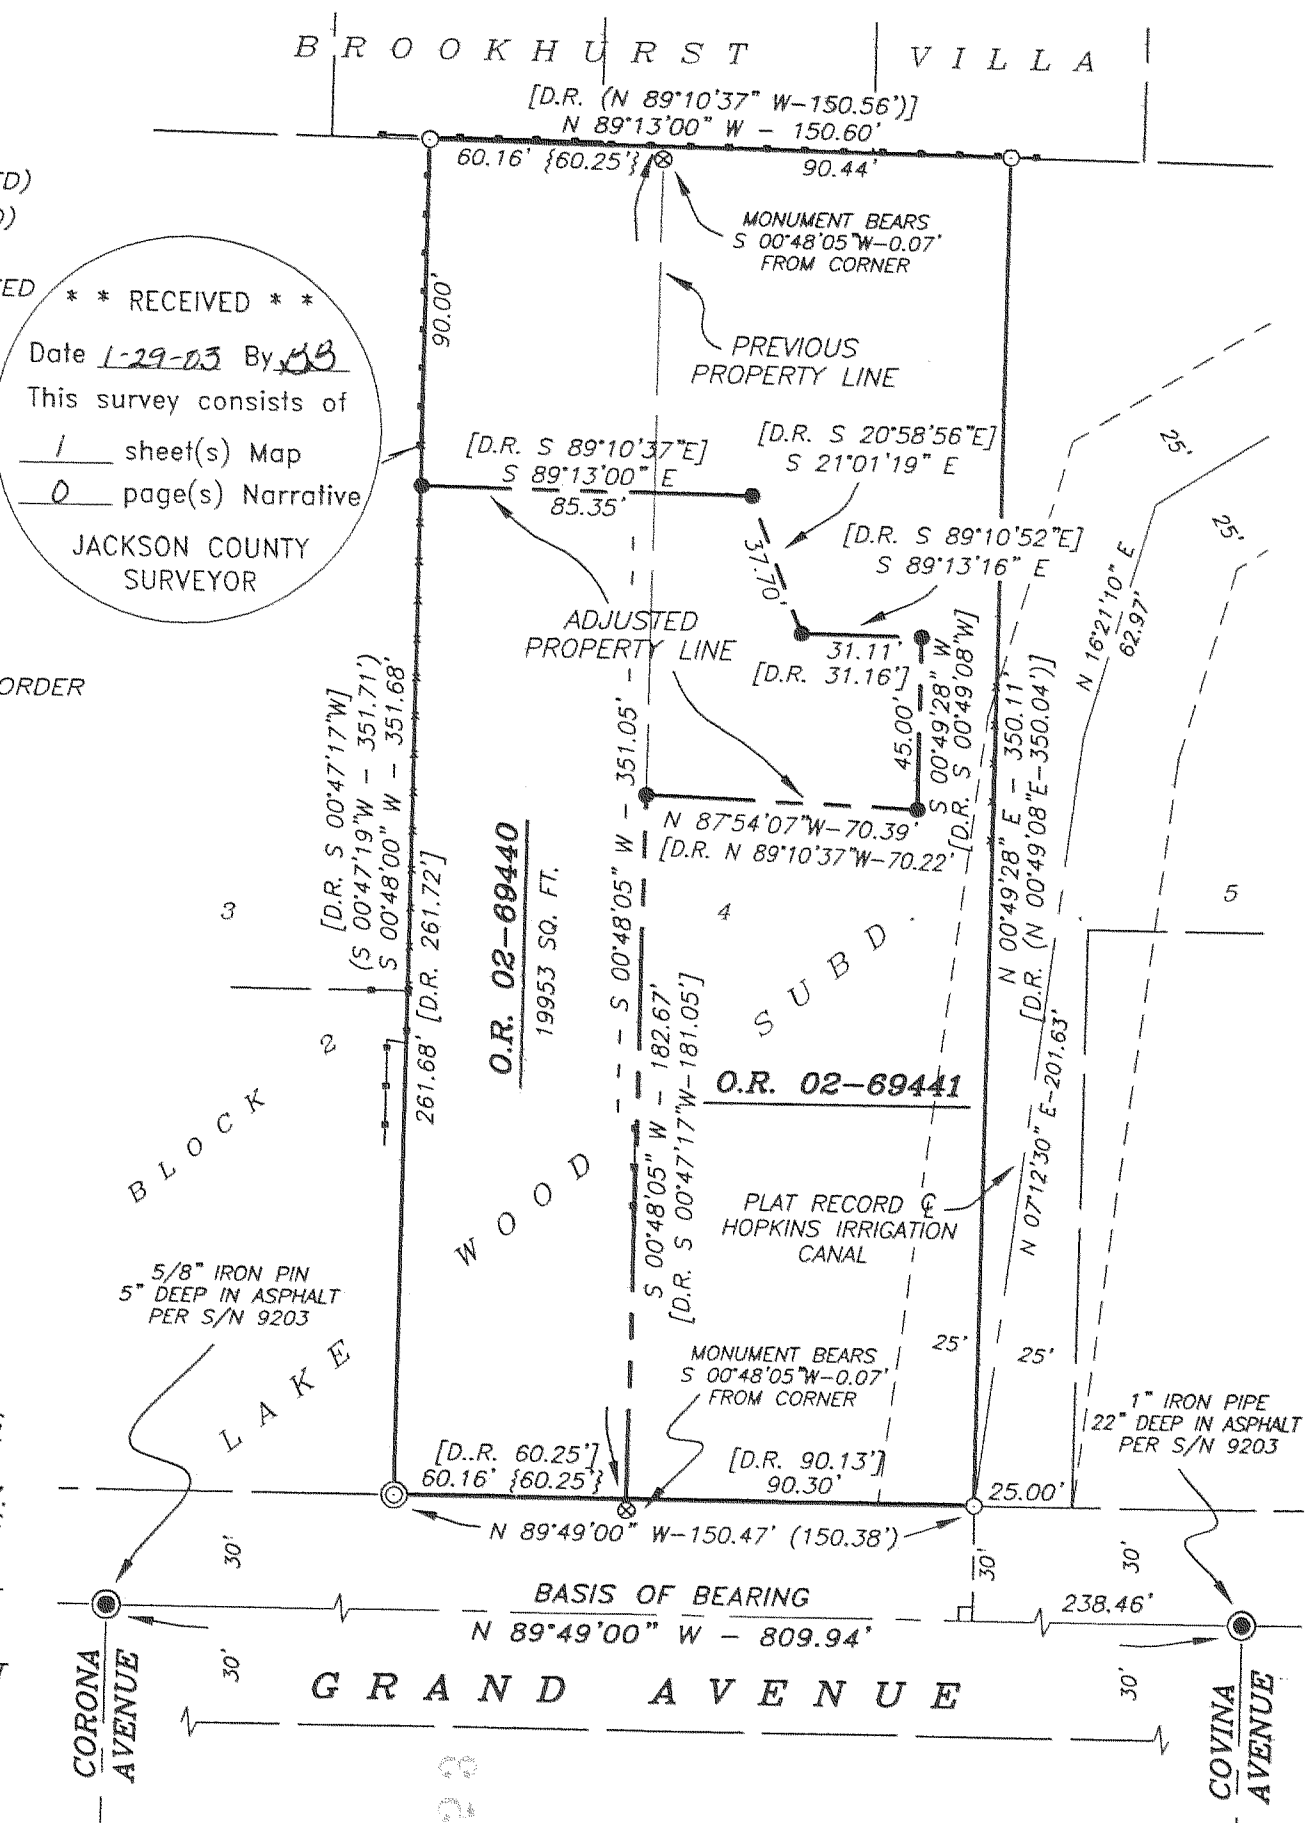 BROOKHURST VILLA
[D.R. (N 89°10'37" W-150.56')]
N 89°13'00" W - 150.60'
60.16' {60.25'}
90.44'
MONUMENT BEARS
S 00°48'05"W-0.07'
FROM CORNER
* * RECEIVED * *
Date 1-29-03 By
This survey consists of
1 sheet(s) Map
0 page(s) Narrative
JACKSON COUNTY
SURVEYOR
90.00'
PREVIOUS
PROPERTY LINE
[D.R. S 89°10'37"E]
S 89°13'00" E
85.35'
[D.R. S 20°58'56"E]
S 21°01'19" E
37.70'
[D.R. S 89°10'52"E]
S 89°13'16" E
31.11'
[D.R. 31.16']
ADJUSTED
PROPERTY LINE
25'
25'
N 16°21'10" E
62.97'
ORDER
[D.R. S 00°47'17"W]
(S 00°47'19"W - 351.71')
S 00°48'00" W - 351.68'
261.68' [D.R. 261.72']
S 00°48'05" W - 351.05'
45.00'
S 00°49'28" W
[D.R. S 00°49'08"W]
N 00°49'28" E - 350.11'
[D.R. (N 00°49'08"E-350.04')]
N 87°54'07"W-70.39'
[D.R. N 89°10'37"W-70.22']
O.R. 02-69440
19953 SQ. FT.
3
4
5
2
S 00°48'05" W - 182.67'
[D.R. S 00°47'17"W-181.05']
O.R. 02-69441
N 07°12'30" E-201.63'
PLAT RECORD ℄
HOPKINS IRRIGATION
CANAL
BLOCK
LAKE WOOD SUBD.
5/8" IRON PIN
5" DEEP IN ASPHALT
PER S/N 9203
MONUMENT BEARS
S 00°48'05"W-0.07'
FROM CORNER
25'
25'
1" IRON PIPE
22" DEEP IN ASPHALT
PER S/N 9203
[D..R. 60.25']
60.16' {60.25'}
[D.R. 90.13']
90.30'
25.00'
N 89°49'00" W-150.47' (150.38')
30'
30'
30'
BASIS OF BEARING
N 89°49'00" W - 809.94'
238.46'
30'
30'
GRAND AVENUE
CORONA
AVENUE
COVINA
AVENUE